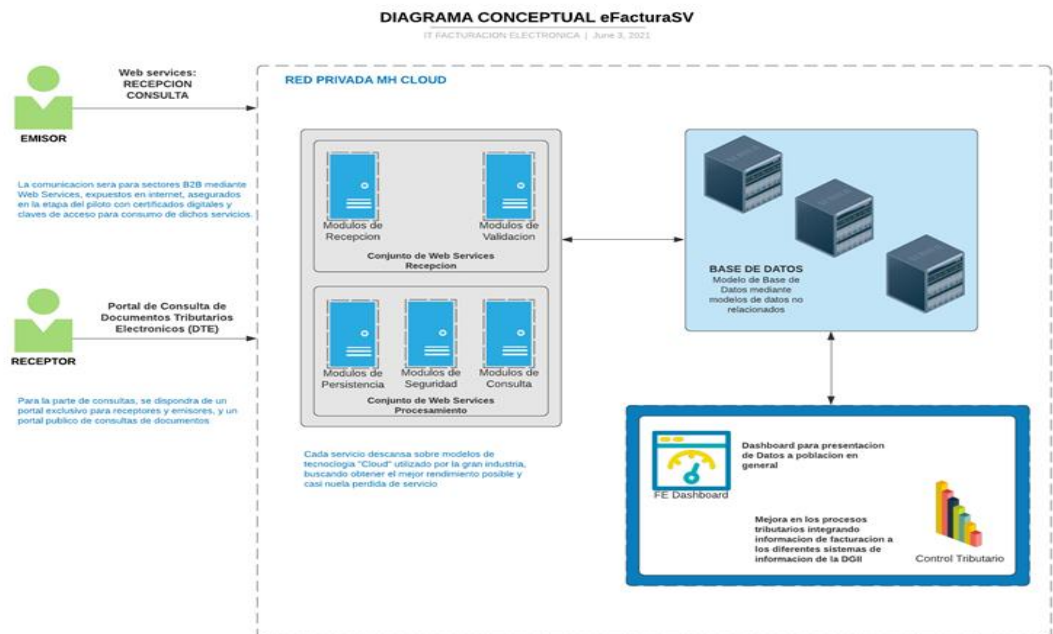 DIAGRAMA CONCEPTUAL eFacturaSV
IT FACTURACION ELECTRONICA | June 3, 2021
Web services:
RECEPCION
CONSULTA
EMISOR
La comunicacion sera para sectores B2B mediante
Web Services, expuestos en internet, asegurados
en la etapa del piloto con certificados digitales y
claves de acceso para consumo de dichos servicios.
Portal de Consulta de
Documentos Tributarios
Electronicos (DTE)
RECEPTOR
Para la parte de consultas, se dispondra de un
portal exclusivo para receptores y emisores, y un
portal publico de consultas de documentos
RED PRIVADA MH CLOUD
Modulos de
Recepcion
Modulos de
Validacion
Conjunto de Web Services
Recepcion
Modulos de
Persistencia
Modulos de
Seguridad
Modulos de
Consulta
Conjunto de Web Services
Procesamiento
Cada servicio descansa sobre modelos de
tecnologia "Cloud" utilizado por la gran industria,
buscando obtener el mejor rendimiento posible y
casi nuela perdida de servicio
BASE DE DATOS
Modelo de Base de
Datos mediante
modelos de datos no
relacionados
FE Dashboard
Dashboard para presentacion
de Datos a poblacion en
general
Mejora en los procesos
tributarios integrando
informacion de facturacion a
los diferentes sistemas de
informacion de la DGII
Control Tributario